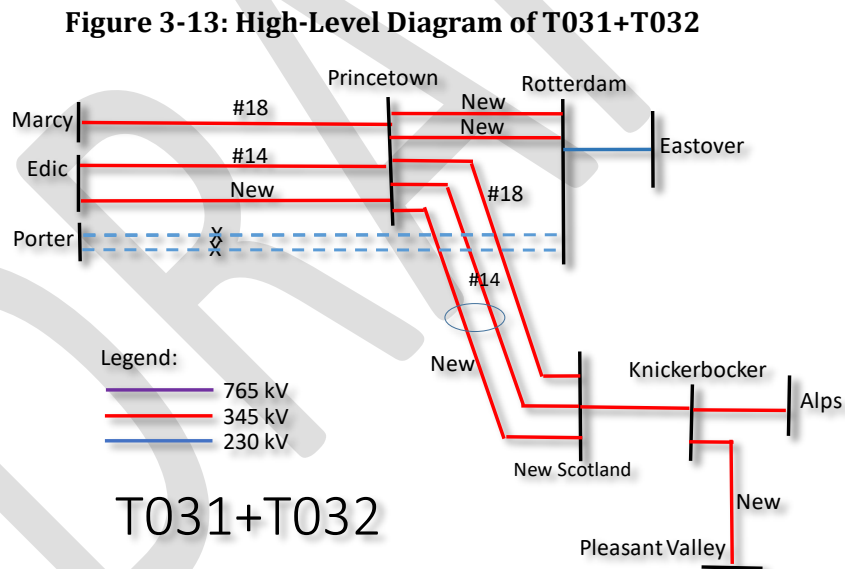 Figure 3-13: High-Level Diagram of T031+T032
Princetown
Rotterdam
Marcy
#18
New
New
Eastover
Edic
#14
New
#18
Porter
X
X
#14
New
Legend:
765 kV
345 kV
230 kV
Knickerbocker
Alps
New Scotland
New
T031+T032
Pleasant Valley
DRAFT